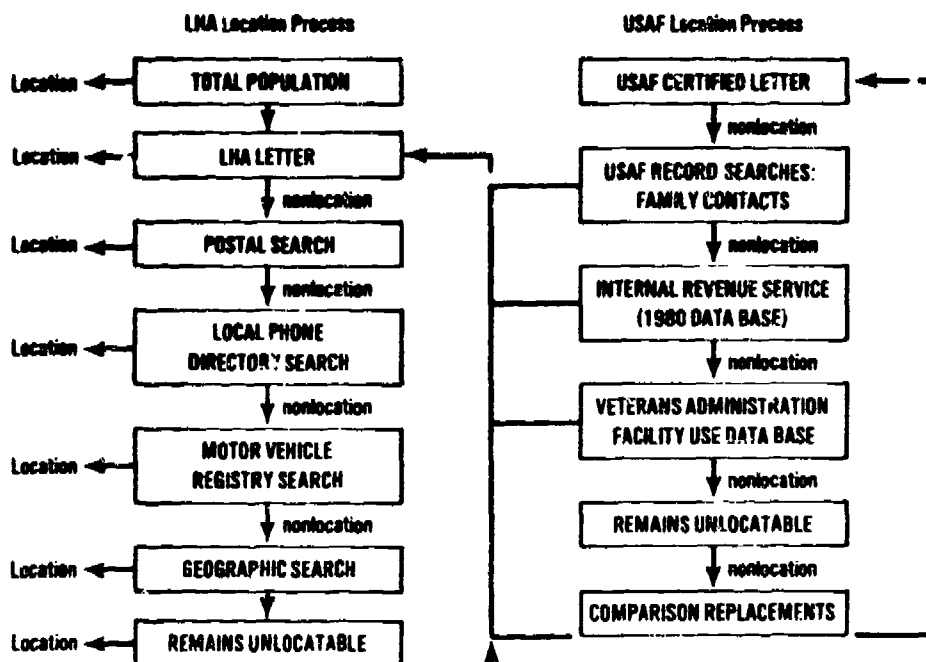 LHA Location Process
Location
TOTAL POPULATION
Location
LHA LETTER
nonlocation
Location
POSTAL SEARCH
nonlocation
Location
LOCAL PHONE
DIRECTORY SEARCH
nonlocation
Location
MOTOR VEHICLE
REGISTRY SEARCH
nonlocation
Location
GEOGRAPHIC SEARCH
Location
REMAINS UNLOCATABLE
USAF Location Process
USAF CERTIFIED LETTER
nonlocation
USAF RECORD SEARCHES:
FAMILY CONTACTS
nonlocation
INTERNAL REVENUE SERVICE
(1980 DATA BASE)
nonlocation
VETERANS ADMINISTRATION
FACILITY USE DATA BASE
nonlocation
REMAINS UNLOCATABLE
nonlocation
COMPARISON REPLACEMENTS